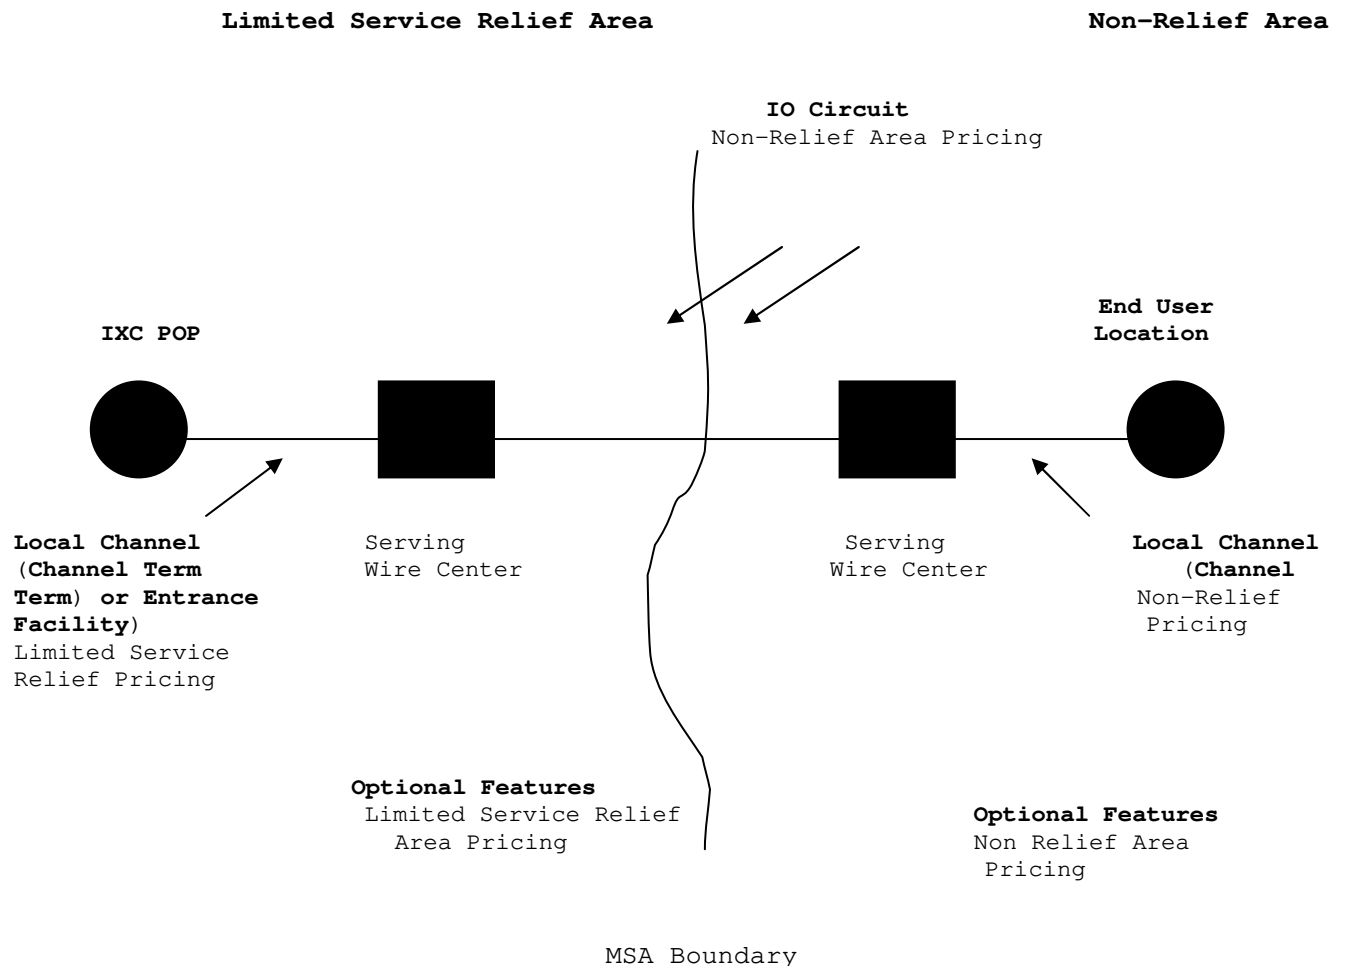 Limited Service Relief Area
Non-Relief Area
IO Circuit
Non-Relief Area Pricing
End User
Location
IXC POP
Local Channel
(Channel Term
Term) or Entrance
Facility)
Limited Service
Relief Pricing
Serving
Wire Center
Serving
Wire Center
Local Channel
(Channel
Non-Relief
Pricing
Optional Features
Limited Service Relief
Area Pricing
Optional Features
Non Relief Area
Pricing
MSA Boundary